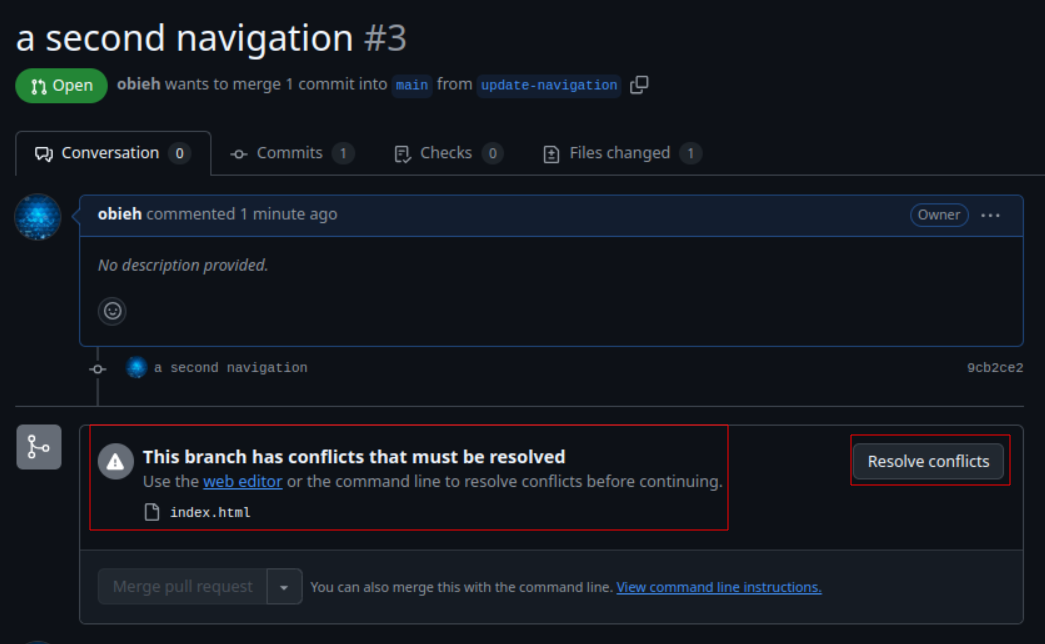 a second navigation #3
Open obieh wants to merge 1 commit into main from update-navigation
Conversation 0 Commits 1 Checks 0 Files changed 1
obieh commented 1 minute ago Owner
No description provided.
a second navigation 9cb2ce2
This branch has conflicts that must be resolved
Use the web editor or the command line to resolve conflicts before continuing.
Resolve conflicts
index.html
Merge pull request You can also merge this with the command line. View command line instructions.